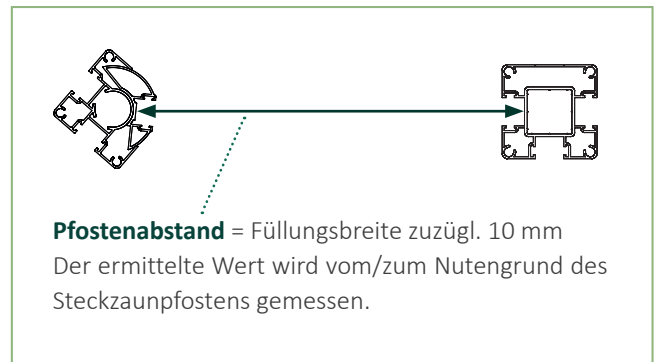 Pfostenabstand = Füllungsbreite zuzügl. 10 mm
Der ermittelte Wert wird vom/zum Nutengrund des
Steckzaunpfostens gemessen.